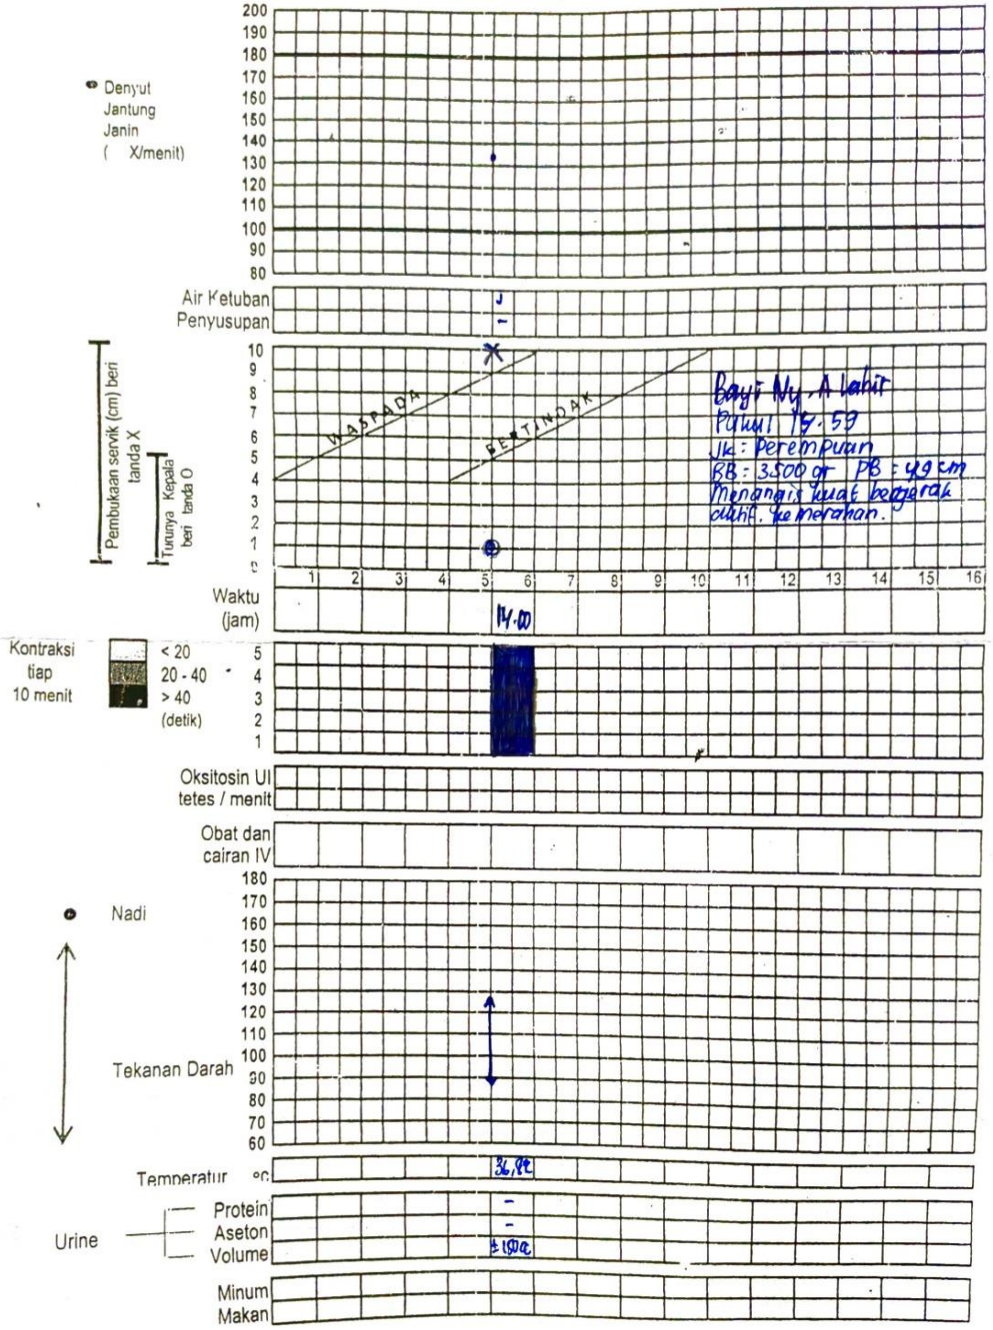 200
190
180
170
160
150
140
130
120
110
100
90
80
Denyut
Jantung
Janin
( X/menit)
Air Ketuban
Penyusupan
J
-
Pembukaan servik (cm) beri
tanda X
Turunya Kepala
beri tanda O
10
9
8
7
6
5
4
3
2
1
0
X
WASPADA
BERTINDAK
Bayi Ny. A lahir
Pukul 14.59
Jk: Perempuan
BB: 3500 gr PB: 49 cm
Menangis kuat bergerak
aktif. kemerahan.
1 2 3 4 5 6 7 8 9 10 11 12 13 14 15 16
Waktu
(jam)
14.00
Kontraksi
tiap
10 menit
< 20
20 - 40
> 40
(detik)
5
4
3
2
1
Oksitosin UI
tetes / menit
Obat dan
cairan IV
180
170
160
150
140
130
120
110
100
90
80
70
60
Nadi
Tekanan Darah
Temperatur °C
36,8
Urine
Protein -
Aseton -
Volume
Minum
Makan